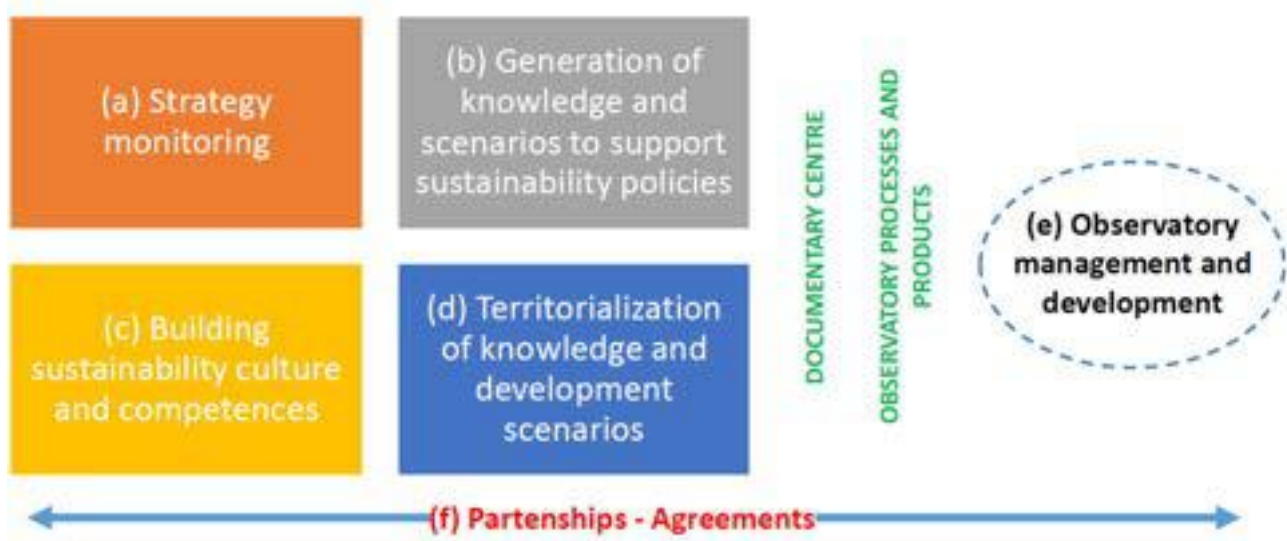 (a) Strategy
monitoring
(b) Generation of
knowledge and
scenarios to support
sustainability policies
(c) Building
sustainability culture
and competences
(d) Territorialization
of knowledge and
development
scenarios
DOCUMENTARY CENTRE
OBSERVATORY PROCESSES AND
PRODUCTS
(e) Observatory
management and
development
(f) Partenships - Agreements